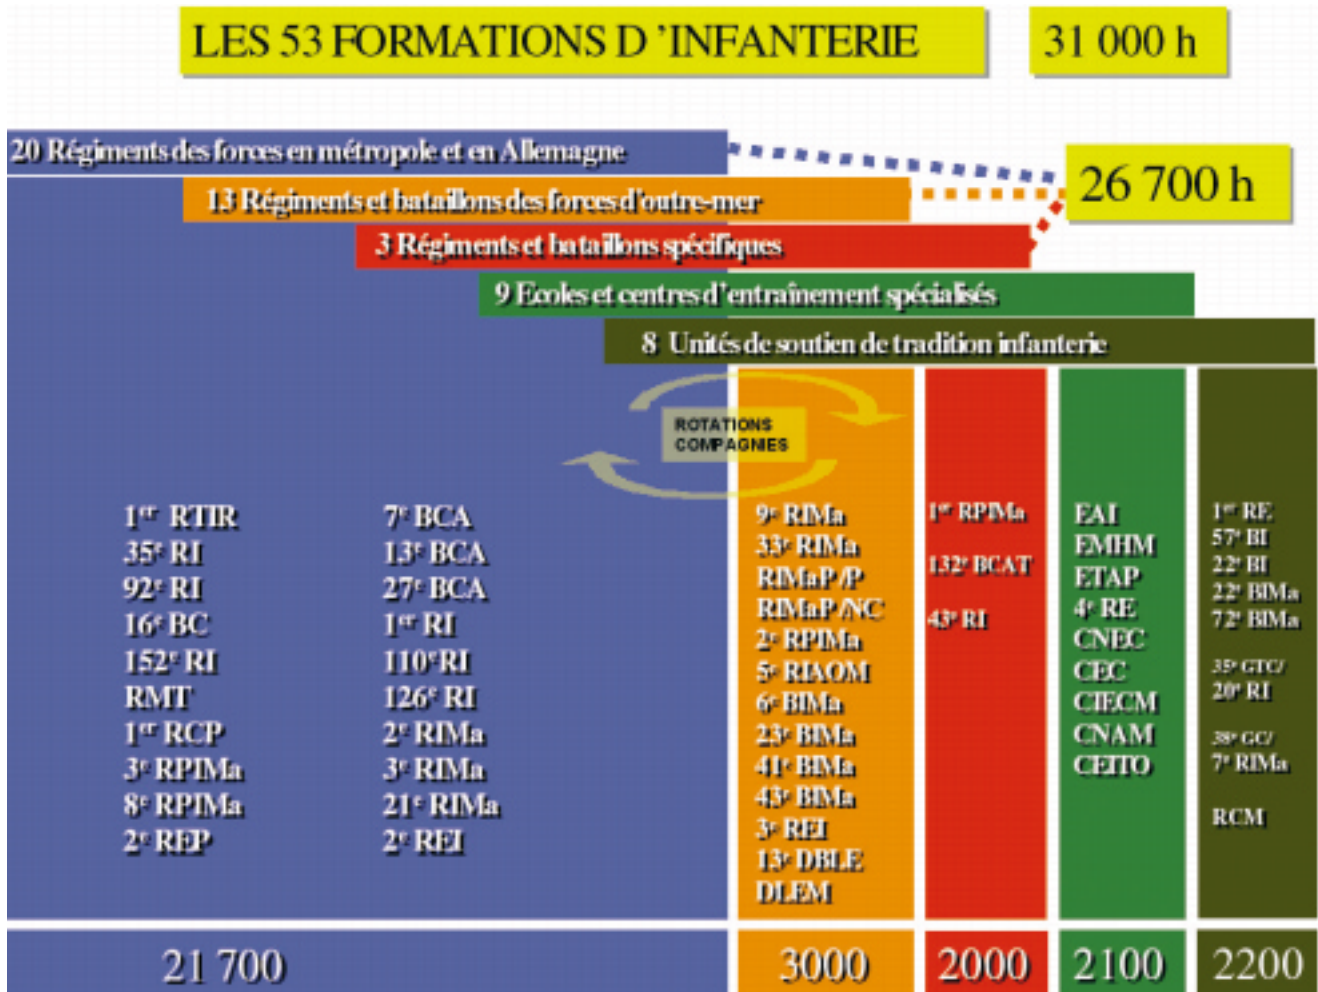 LES 53 FORMATIONS D ’INFANTERIE
31 000 h
20 Régiments des forces en métropole et en Allemagne
26 700 h
13 Régiments et bataillons des forces d'outre-mer
3 Régiments et bataillons spécifiques
9 Ecoles et centres d'entraînement spécialisés
8 Unités de soutien de tradition infanterie
ROTATIONS
COMPAGNIES
1er RTIR
35e RI
92e RI
16e BC
152e RI
RMT
1er RCP
3e RPIMa
8e RPIMa
2e REP
7e BCA
13e BCA
27e BCA
1er RI
110e RI
126e RI
2e RIMa
3e RIMa
21e RIMa
2e REI
9e RIMa
33e RIMa
RIMaP/P
RIMaP/NC
2e RPIMa
5e RIAOM
6e BIMa
23e BIMa
41e BIMa
43e BIMa
3e REI
13e DBLE
DLEM
1er RPIMa
132e BCAT
43e RI
EAI
EMHM
ETAP
4e RE
CNEC
CEC
CIECM
CNAM
CEITO
1er RE
57e BI
22e BI
22e BIMa
72e BIMa
35e GTC/
20e RI
38e GC/
7e RIMa
RCM
21 700
3000
2000
2100
2200